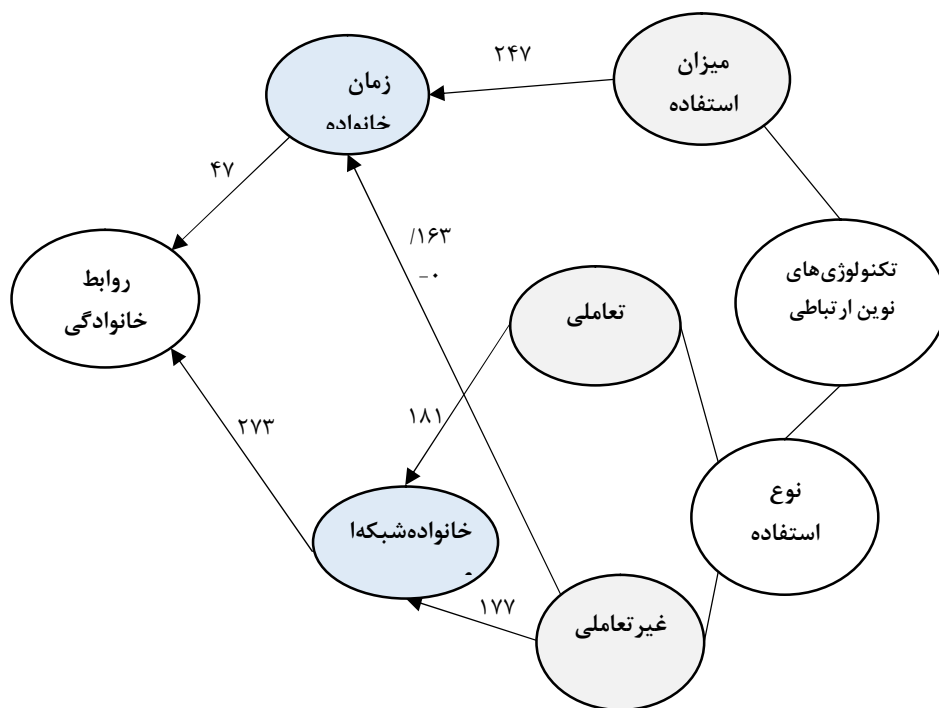 ۲۴۷
میزان
استفاده
زمان
خانواده
۴۷
/۱۶۳
-۰
روابط
خانوادگی
تکنولوژی‌های
نوین ارتباطی
تعاملی
۱۸۱
۲۷۳
نوع
استفاده
خانواده‌شبکه‌ا
۱۷۷
غیرتعاملی